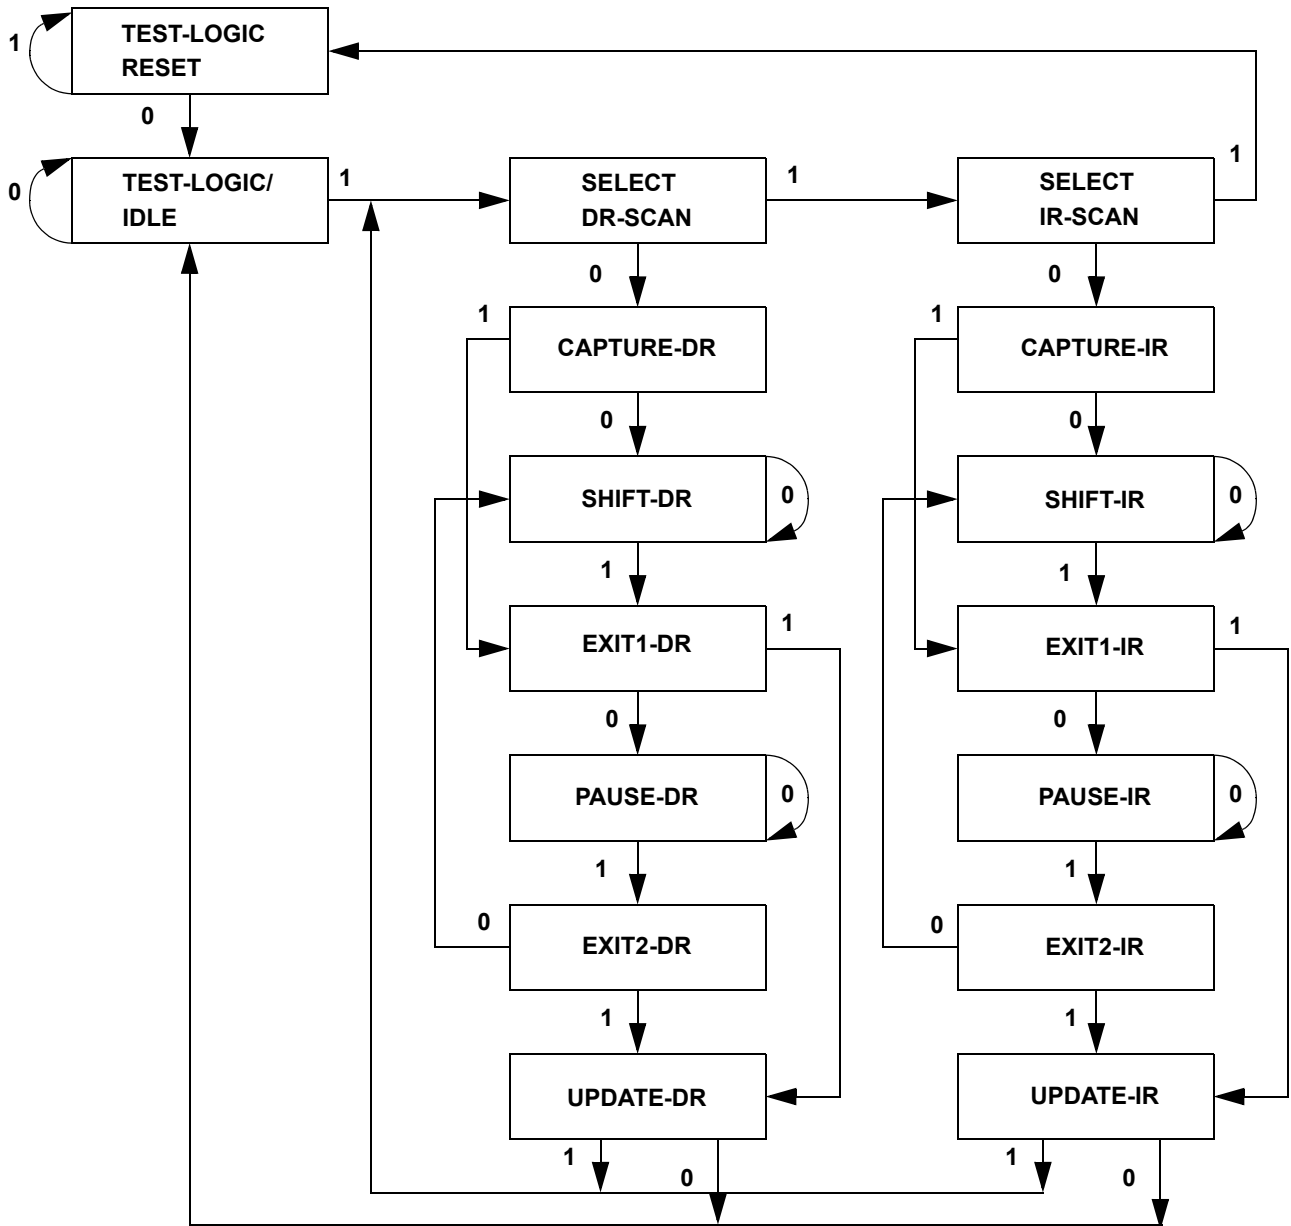 1
TEST-LOGIC
RESET
0
0
TEST-LOGIC/
IDLE
1
SELECT
DR-SCAN
1
SELECT
IR-SCAN
1
0
0
1
CAPTURE-DR
1
CAPTURE-IR
0
0
SHIFT-DR
0
SHIFT-IR
0
1
1
EXIT1-DR
1
EXIT1-IR
1
0
0
PAUSE-DR
0
PAUSE-IR
0
1
1
0
EXIT2-DR
0
EXIT2-IR
1
1
UPDATE-DR
UPDATE-IR
1
0
1
0